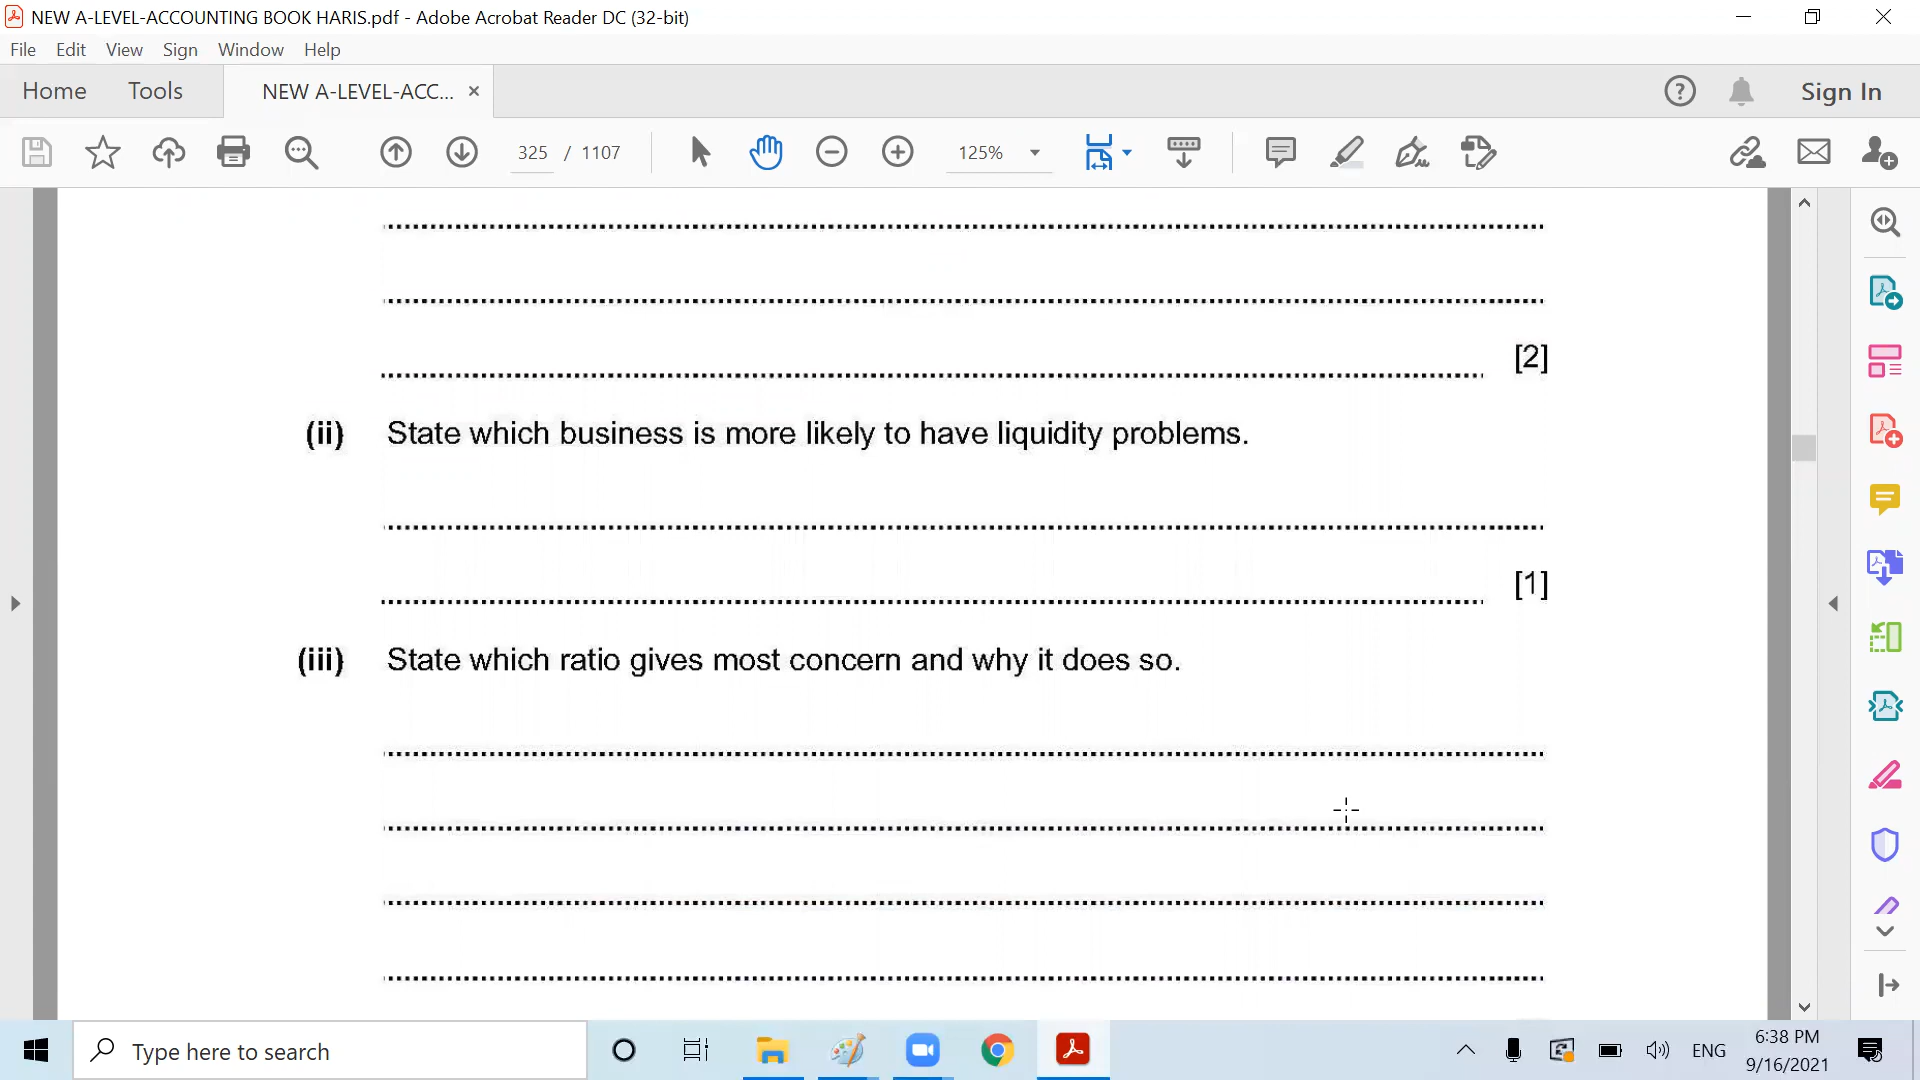 NEW A-LEVEL-ACCOUNTING BOOK HARIS.pdf - Adobe Acrobat Reader DC (32-bit)
File Edit View Sign Window Help
Home Tools NEW A-LEVEL-ACC... Sign In
325 / 1107 125%
[2]
(ii) State which business is more likely to have liquidity problems.
[1]
(iii) State which ratio gives most concern and why it does so.
Type here to search
ENG
6:38 PM
9/16/2021